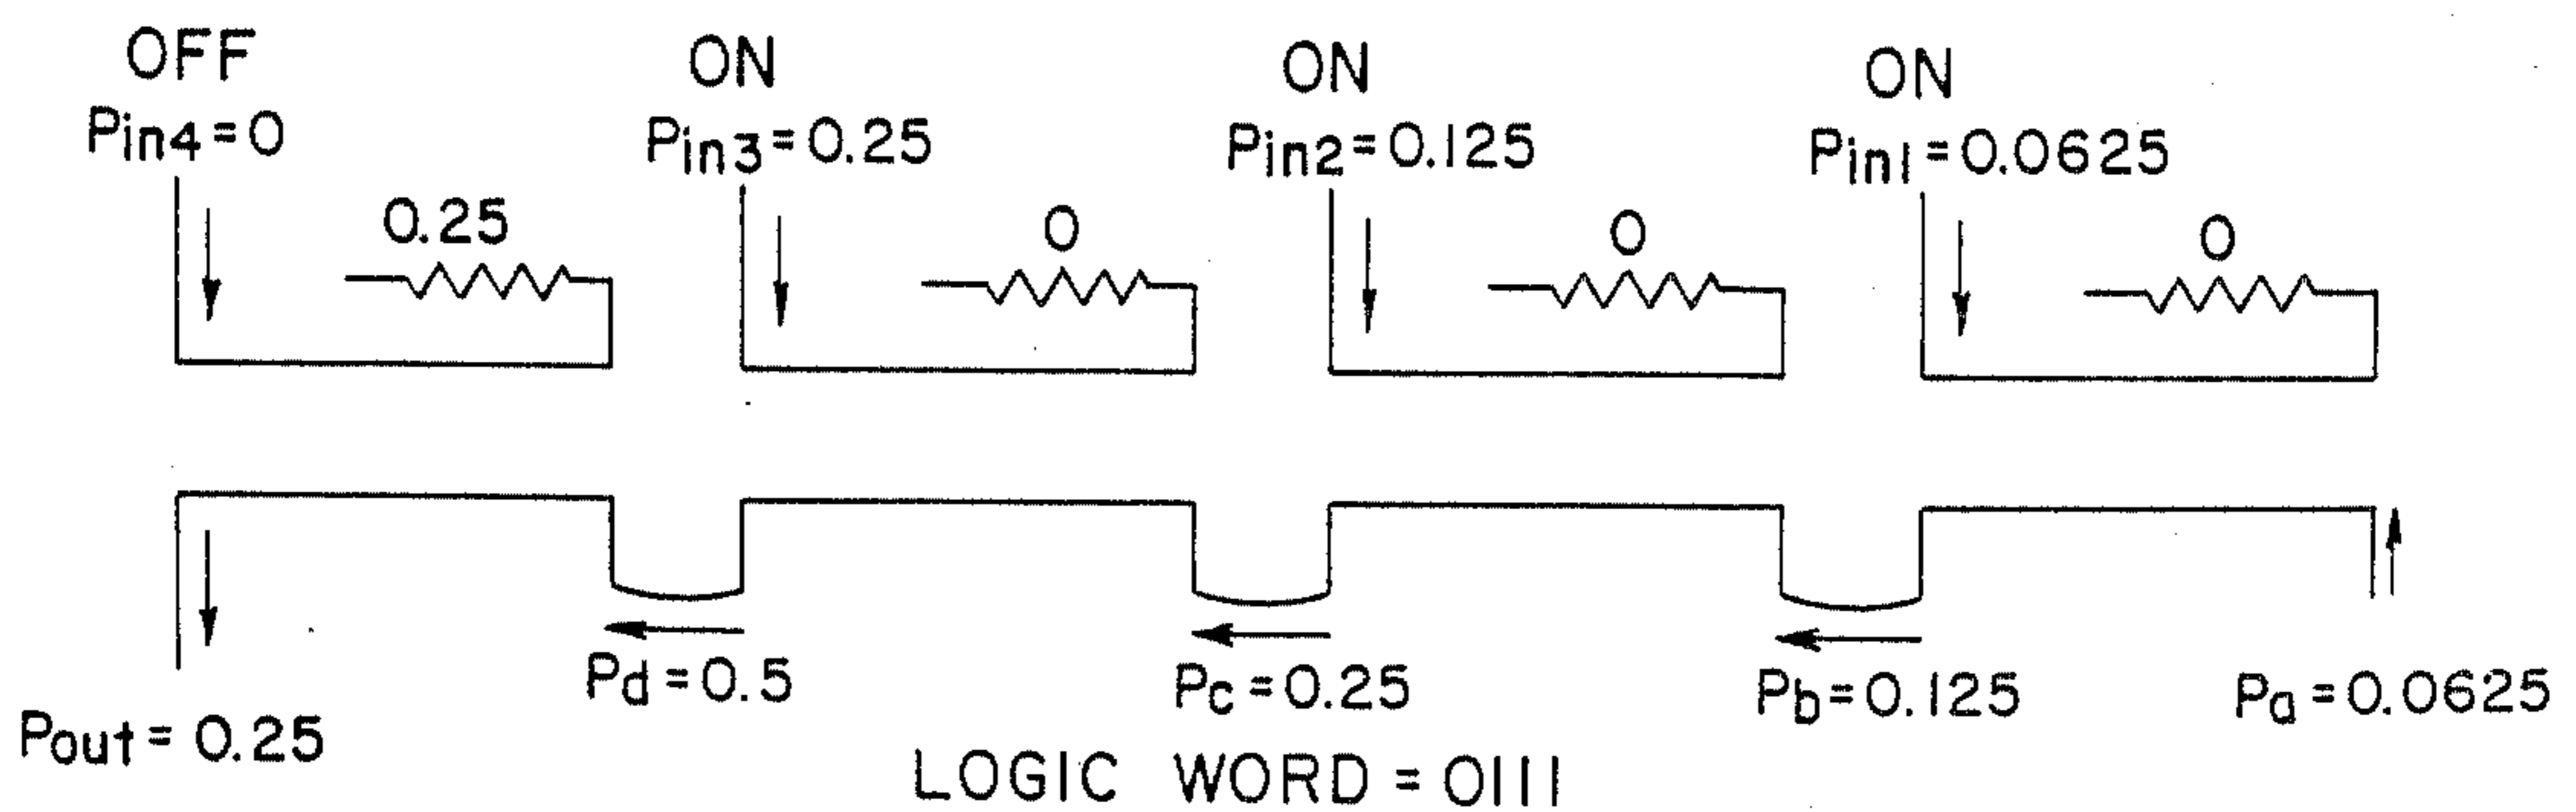 OFF
Pin4=0
ON
Pin3=0.25
ON
Pin2=0.125
ON
Pin1=0.0625
0.25
0
0
0
Pd=0.5
Pc=0.25
Pb=0.125
Pa=0.0625
Pout=0.25
LOGIC WORD=0111